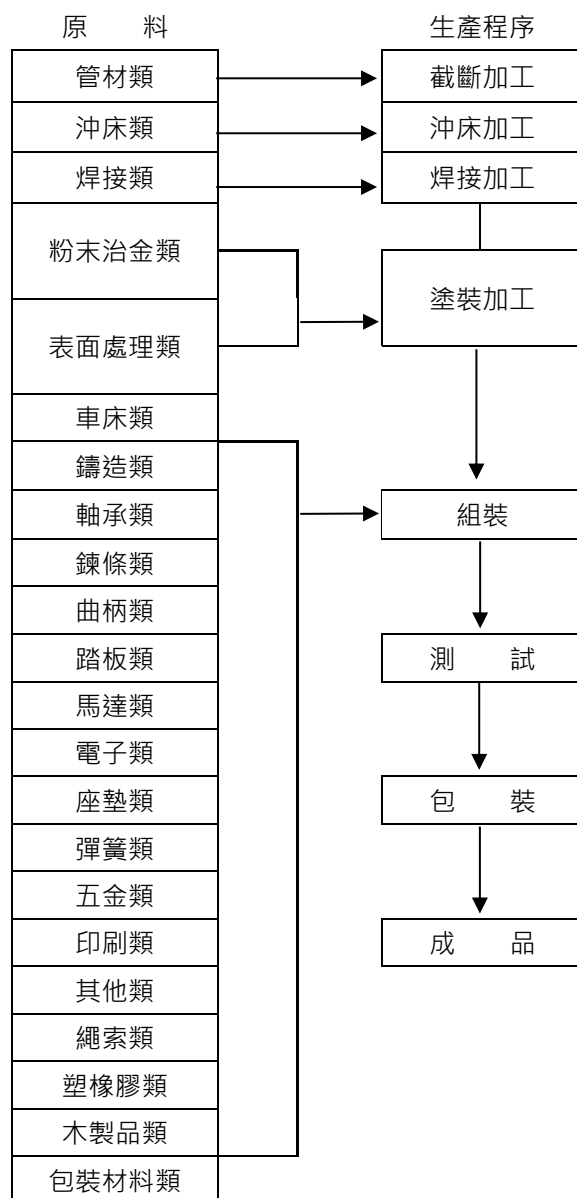 原 料
管材類
沖床類
焊接類
粉末治金類
表面處理類
車床類
鑄造類
軸承類
鍊條類
曲柄類
踏板類
馬達類
電子類
座墊類
彈簧類
五金類
印刷類
其他類
繩索類
塑橡膠類
木製品類
包裝材料類
生產程序
截斷加工
沖床加工
焊接加工
塗裝加工
組裝
測 試
包 裝
成 品